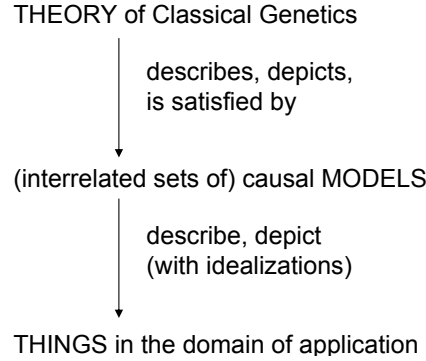 THEORY of Classical Genetics
describes, depicts,
is satisfied by
(interrelated sets of) causal MODELS
describe, depict
(with idealizations)
THINGS in the domain of application